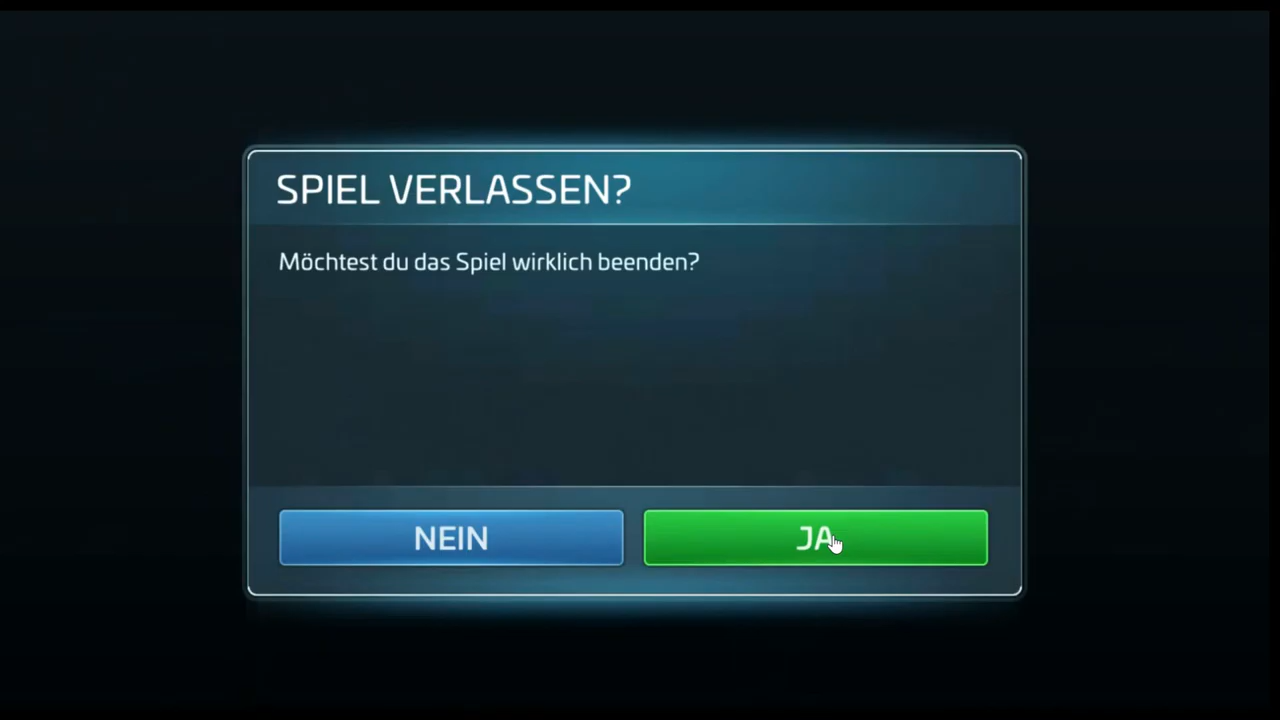 SPIEL VERLASSEN?
Möchtest du das Spiel wirklich beenden?
NEIN
JA